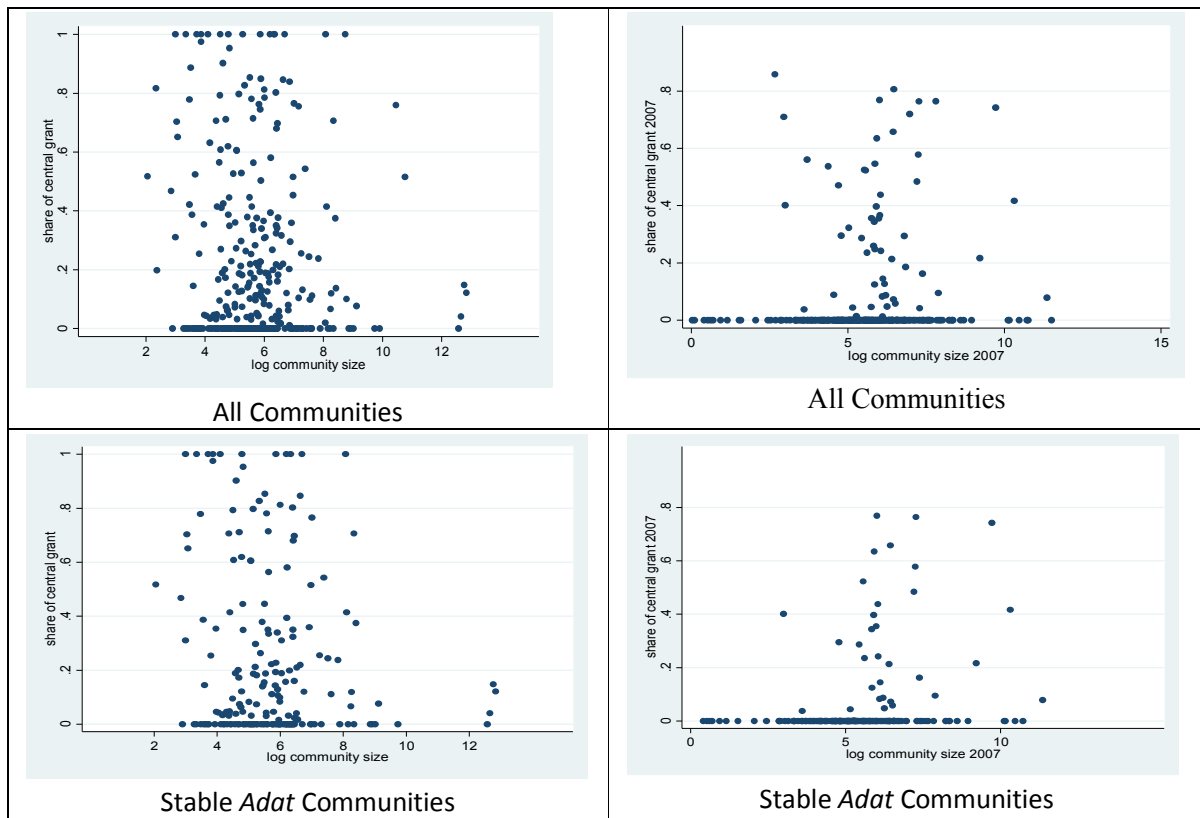 share of central grant
1
.8
.6
.4
.2
0
2 4 6 8 10 12
log community size
All Communities
share of central grant 2007
.8
.6
.4
.2
0
0 5 10 15
log community size 2007
All Communities
share of central grant
1
.8
.6
.4
.2
0
2 4 6 8 10 12
log community size
Stable Adat Communities
share of central grant 2007
.8
.6
.4
.2
0
0 5 10
log community size 2007
Stable Adat Communities